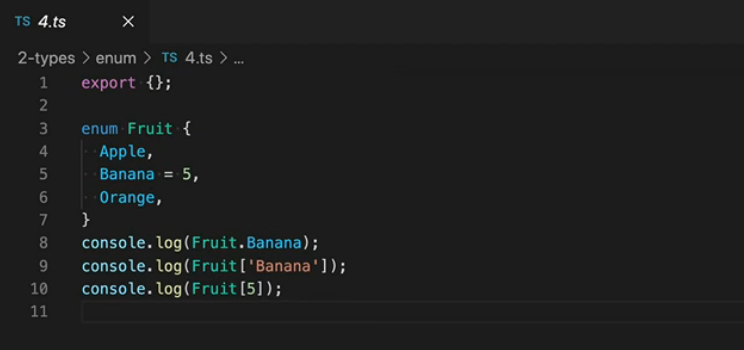 TS 4.ts ×
2-types > enum > TS 4.ts > ...
1 export {};
2
3 enum Fruit {
4   Apple,
5   Banana = 5,
6   Orange,
7 }
8 console.log(Fruit.Banana);
9 console.log(Fruit['Banana']);
10 console.log(Fruit[5]);
11